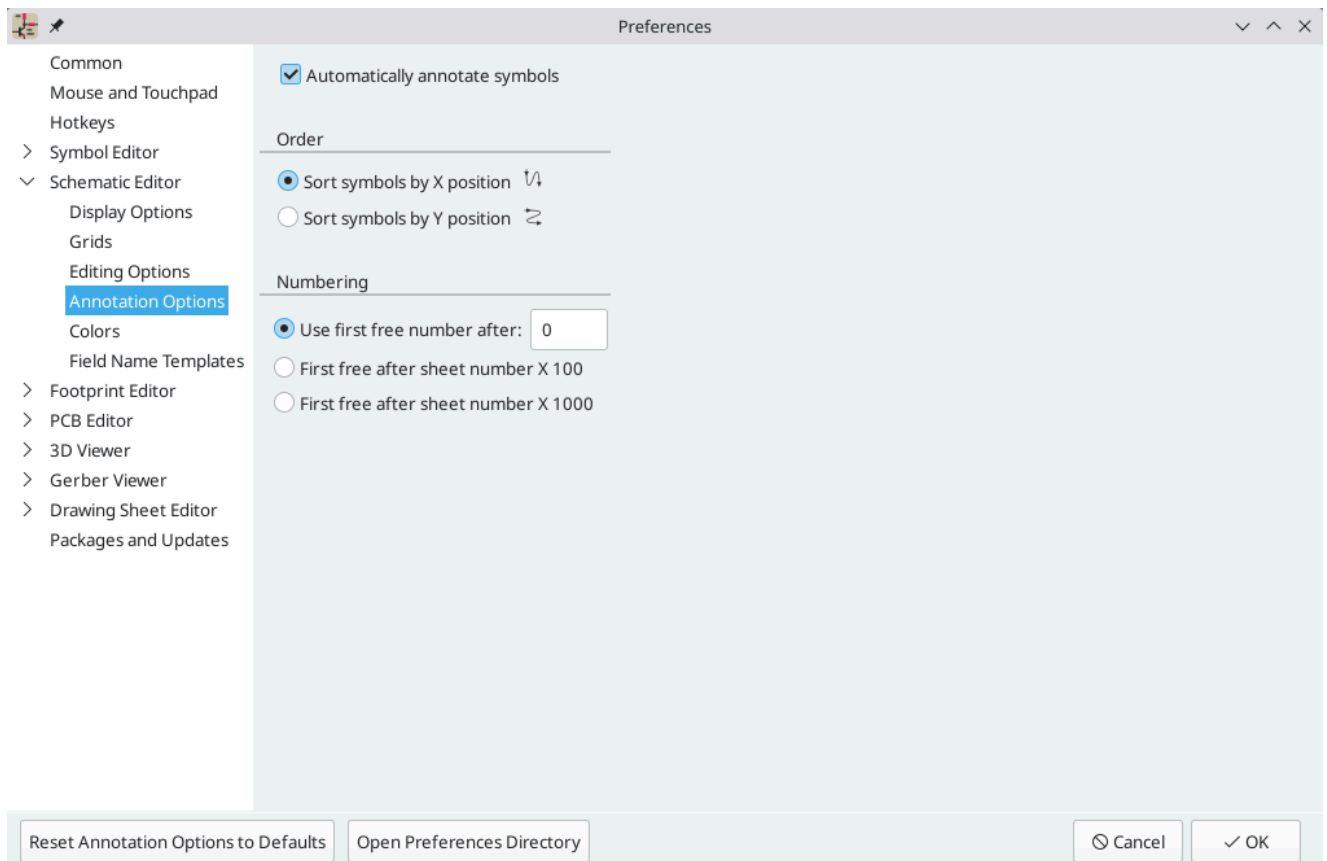 Preferences
Common
Mouse and Touchpad
Hotkeys
Symbol Editor
Schematic Editor
Display Options
Grids
Editing Options
Annotation Options
Colors
Field Name Templates
Footprint Editor
PCB Editor
3D Viewer
Gerber Viewer
Drawing Sheet Editor
Packages and Updates
Automatically annotate symbols
Order
Sort symbols by X position
Sort symbols by Y position
Numbering
Use first free number after: 0
First free after sheet number X 100
First free after sheet number X 1000
Reset Annotation Options to Defaults
Open Preferences Directory
Cancel
OK